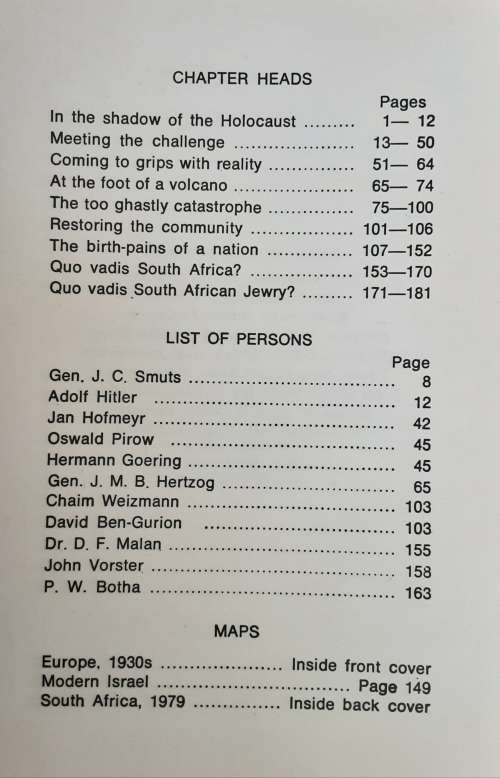 CHAPTER HEADS
Pages
In the shadow of the Holocaust ......... 1— 12
Meeting the challenge .................... 13— 50
Coming to grips with reality .............. 51— 64
At the foot of a volcano .................... 65— 74
The too ghastly catastrophe .............. 75—100
Restoring the community ................. 101—106
The birth-pains of a nation .............. 107—152
Quo vadis South Africa? ................. 153—170
Quo vadis South African Jewry? ......... 171—181
LIST OF PERSONS
Page
Gen. J. C. Smuts .................................... 8
Adolf Hitler .......................................... 12
Jan Hofmeyr .......................................... 42
Oswald Pirow ....................................... 45
Hermann Goering .................................... 45
Gen. J. M. B. Hertzog .............................. 65
Chaim Weizmann .................................... 103
David Ben-Gurion ................................. 103
Dr. D. F. Malan ....................................... 155
John Vorster .......................................... 158
P. W. Botha .......................................... 163
MAPS
Europe, 1930s ..................... Inside front cover
Modern Israel ................................. Page 149
South Africa, 1979 ............... Inside back cover